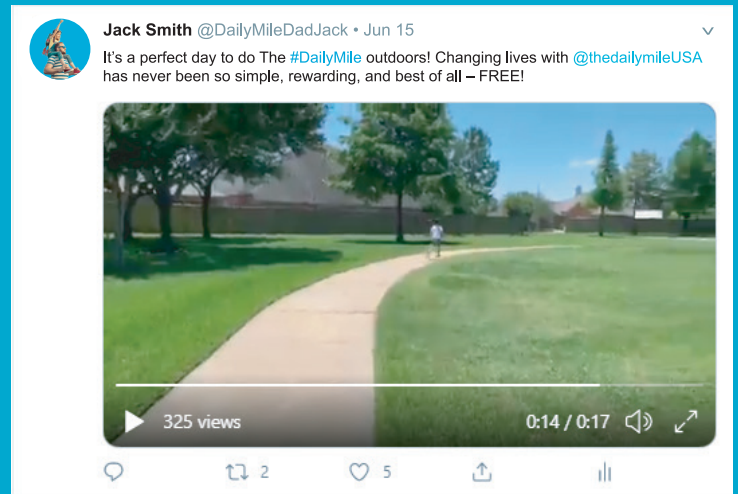 Jack Smith @DailyMileDadJack • Jun 15
It's a perfect day to do The #DailyMile outdoors! Changing lives with @thedailymileUSA
has never been so simple, rewarding, and best of all – FREE!
325 views 0:14 / 0:17
2 5